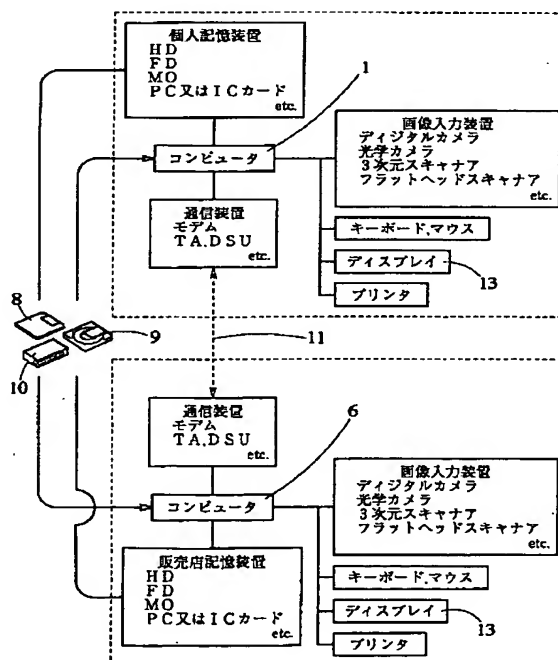 個人記憶装置
HD
FD
MO
PC又はICカード
etc.
1
コンピュータ
画像入力装置
ディジタルカメラ
光学カメラ
3次元スキャナア
フラットヘッドスキャナア
etc.
通信装置
モデム
TA.DSU
etc.
キーボード,マウス
ディスプレイ
13
プリンタ
8
9
10
11
通信装置
モデム
TA.DSU
etc.
6
コンピュータ
画像入力装置
ディジタルカメラ
光学カメラ
3次元スキャナア
フラットヘッドスキャナア
etc.
販売店記憶装置
HD
FD
MO
PC又はICカード
etc.
キーボード,マウス
ディスプレイ
13
プリンタ